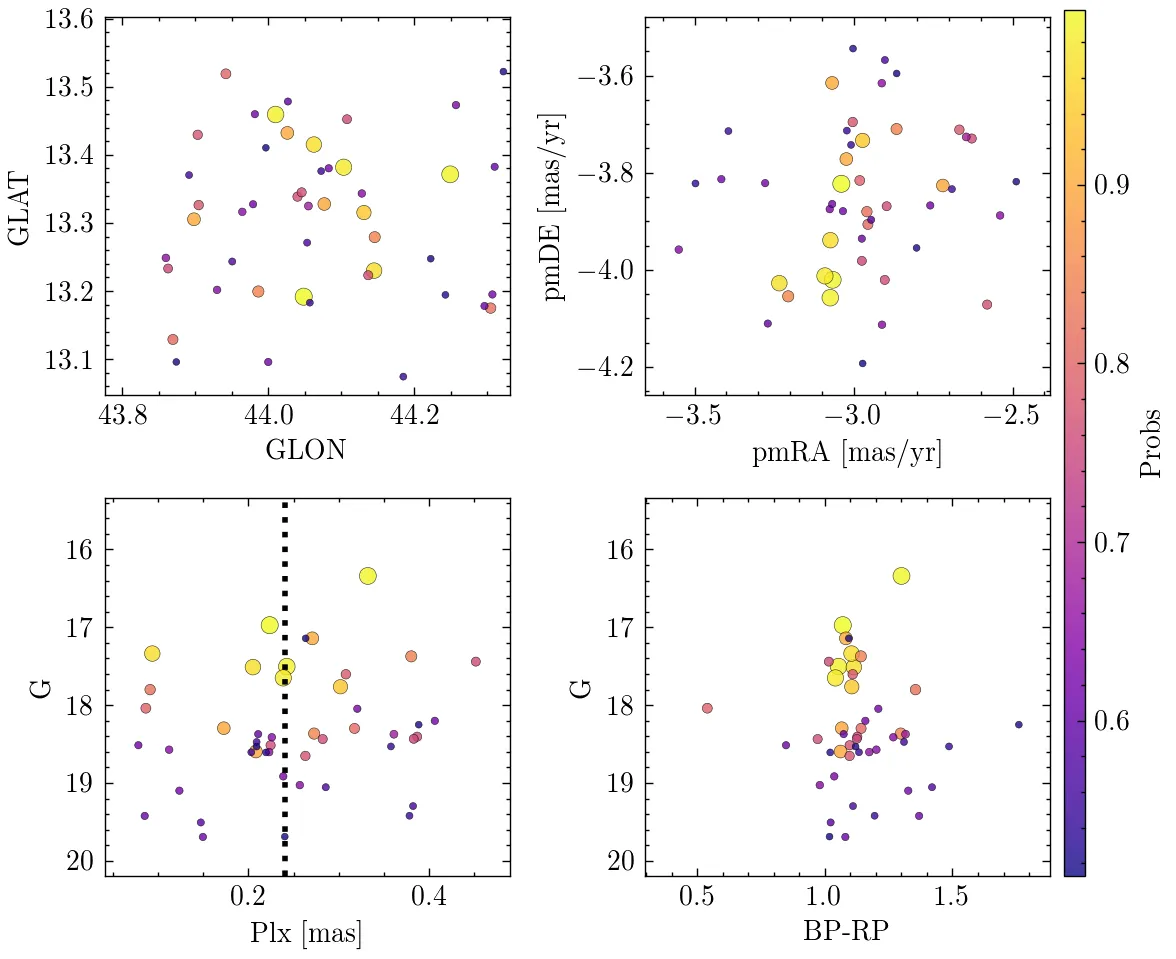 13.6
13.5
13.4
13.3
13.2
13.1
GLAT
43.8 44.0 44.2
GLON
−3.6
−3.8
−4.0
−4.2
pmDE [mas/yr]
−3.5 −3.0 −2.5
pmRA [mas/yr]
16
17
18
19
20
G
0.2 0.4
Plx [mas]
16
17
18
19
20
G
0.5 1.0 1.5
BP-RP
0.9
0.8
0.7
0.6
Probs